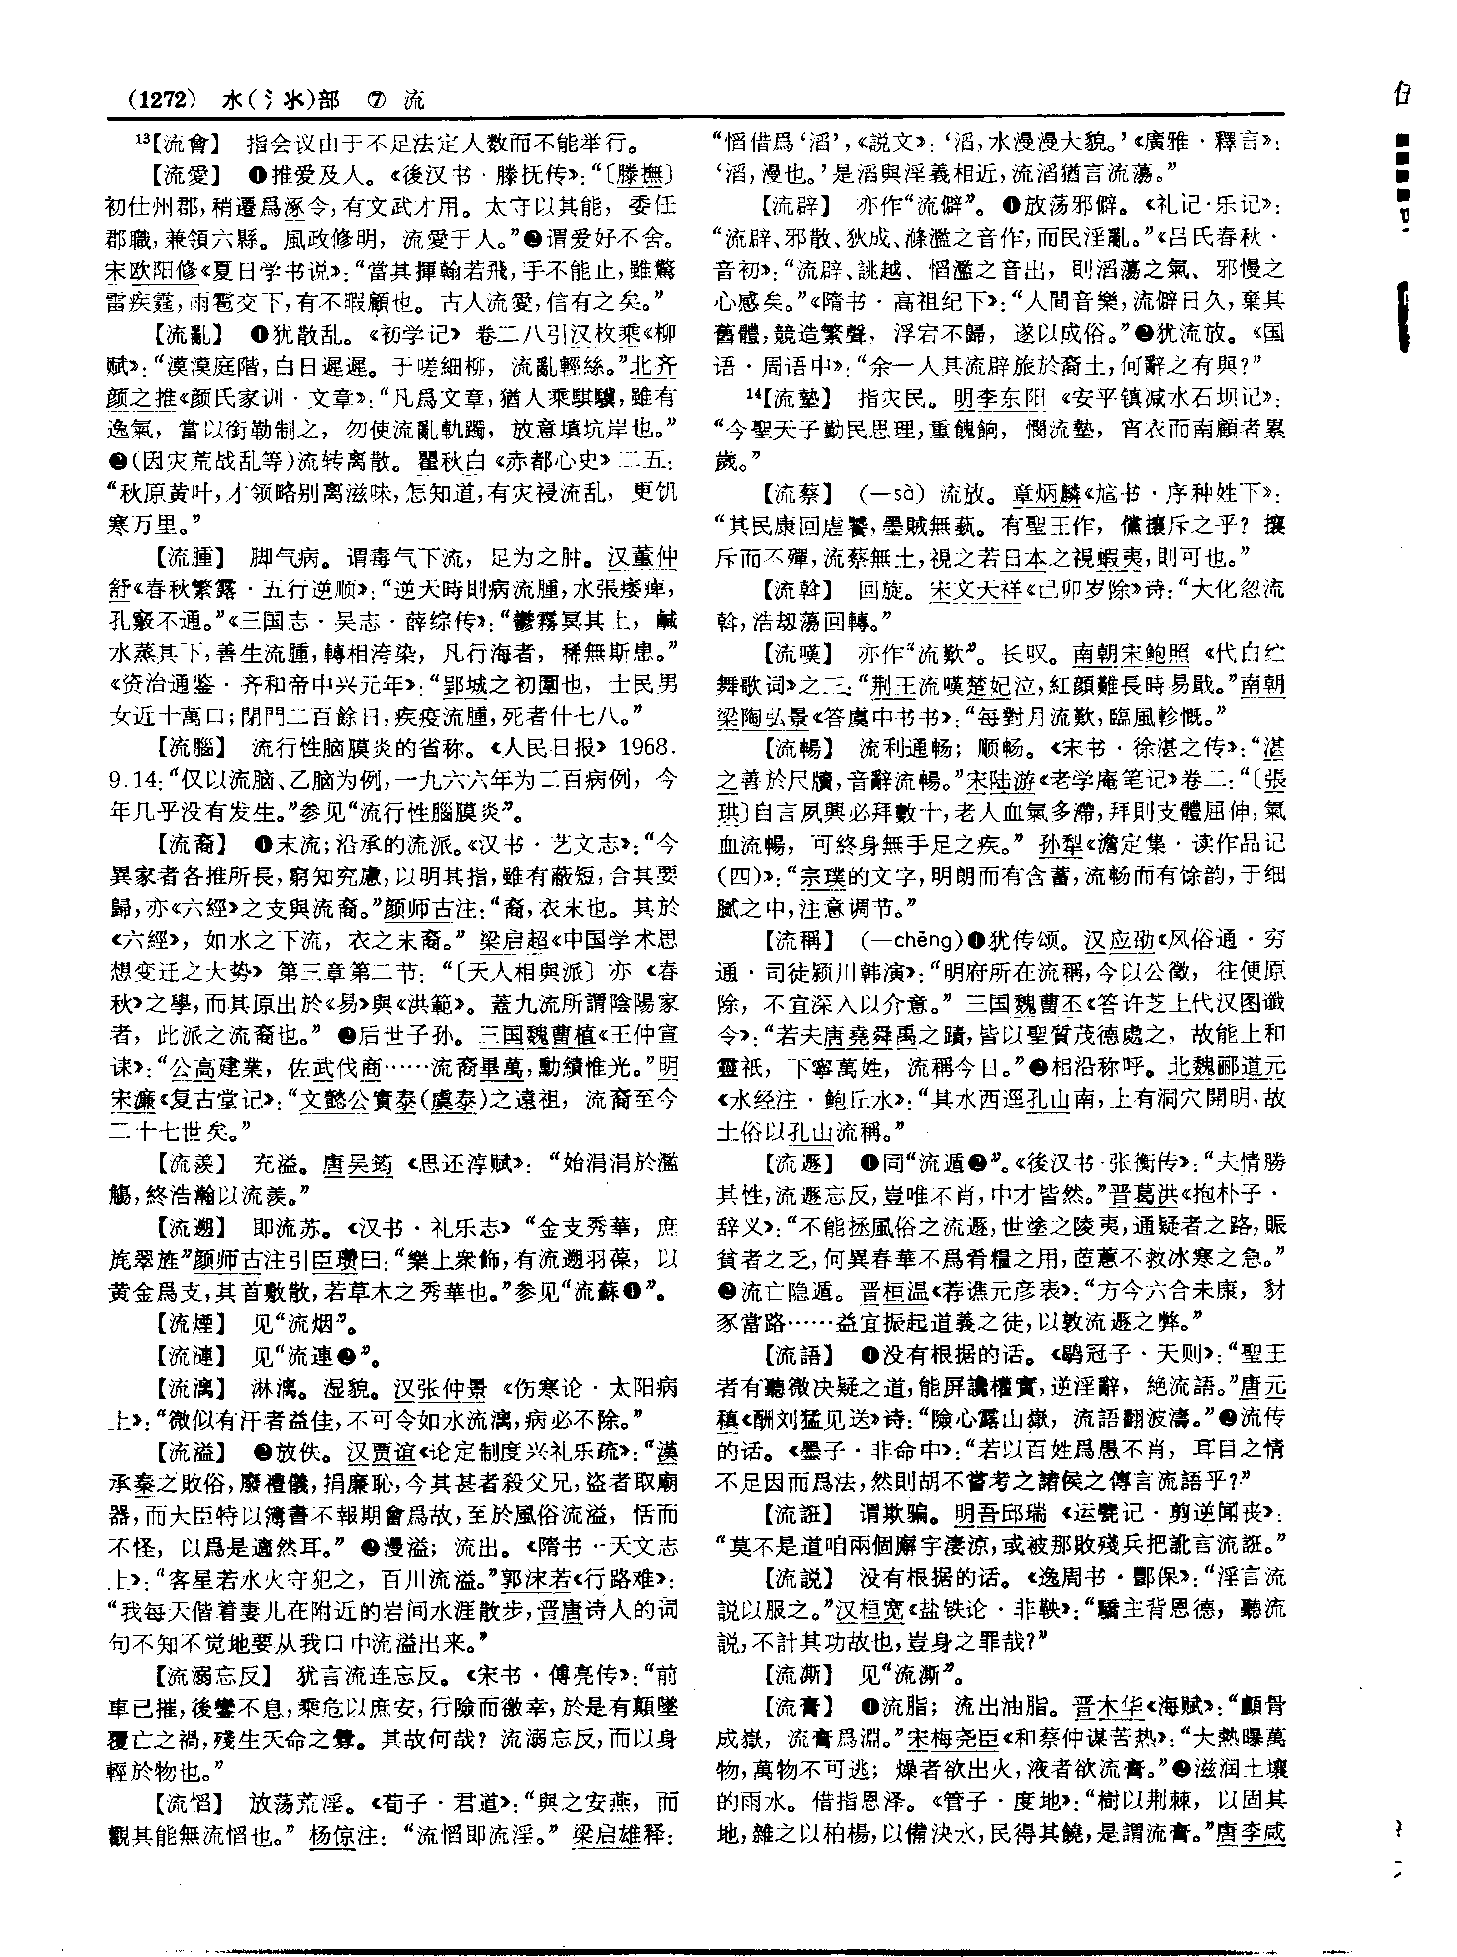 (1272) 水(氵氺)部 ⑦ 流
¹³【流會】 指会议由于不足法定人数而不能举行。
【流愛】 ❶推爱及人。《後汉书·滕抚传》：“〔滕撫〕
初仕州郡，稍遷爲涿令，有文武才用。太守以其能，委任
郡職，兼領六縣。風政修明，流愛于人。”❷谓爱好不舍。
宋欧阳修《夏日学书说》：“當其揮翰若飛，手不能止，雖驚
雷疾霆，雨雹交下，有不暇顧也。古人流愛，信有之矣。”
【流亂】 ❶犹散乱。《初学记》卷二八引汉枚乘《柳
赋》：“漠漠庭階，白日遲遲。于嗟細柳，流亂輕絲。”北齐
颜之推《颜氏家训·文章》：“凡爲文章，猶人乘騏驥，雖有
逸氣，當以銜勒制之，勿使流亂軌躅，放意填坑岸也。”
❷(因灾荒战乱等)流转离散。瞿秋白《赤都心史》二五：
“秋原黄叶，才领略别离滋味，怎知道，有灾祲流乱，更饥
寒万里。”
【流腫】 脚气病。谓毒气下流，足为之肿。汉董仲
舒《春秋繁露·五行逆顺》：“逆天時則病流腫，水張痿痺，
孔竅不通。”《三国志·吴志·薛综传》：“鬱霧冥其上，鹹
水蒸其下，善生流腫，轉相洿染，凡行海者，稀無斯患。”
《资治通鉴·齐和帝中兴元年》：“郢城之初圍也，士民男
女近十萬口；閉門二百餘日，疾疫流腫，死者什七八。”
【流腦】 流行性脑膜炎的省称。《人民日报》1968.
9.14：“仅以流脑、乙脑为例，一九六六年为二百病例，今
年几乎没有发生。”参见“流行性腦膜炎”。
【流裔】 ❶末流；沿承的流派。《汉书·艺文志》：“今
異家者各推所長，窮知究慮，以明其指，雖有蔽短，合其要
歸，亦《六經》之支與流裔。”颜师古注：“裔，衣末也。其於
《六經》，如水之下流，衣之末裔。”梁启超《中国学术思
想变迁之大势》第三章第二节：“〔天人相與派〕亦《春
秋》之學，而其原出於《易》與《洪範》。蓋九流所謂陰陽家
者，此派之流裔也。”❷后世子孙。三国魏曹植《王仲宣
诔》：“公高建業，佐武伐商……流裔畢萬，勳績惟光。”明
宋濂《复古堂记》：“文懿公實泰(虞泰)之遠祖，流裔至今
二十七世矣。”
【流羨】 充溢。唐吴筠《思还淳赋》：“始涓涓於濫
觴，終浩瀚以流羨。”
【流遡】 即流苏。《汉书·礼乐志》“金支秀華，庶
旄翠旌”颜师古注引臣瓒曰：“樂上衆飾，有流遡羽葆，以
黄金爲支，其首敷散，若草木之秀華也。”参见“流蘇❶”。
【流煙】 见“流烟”。
【流漣】 见“流連❷”。
【流漓】 淋漓。湿貌。汉张仲景《伤寒论·太阳病
上》：“微似有汗者益佳，不可令如水流漓，病必不除。”
【流溢】 ❷放佚。汉贾谊《论定制度兴礼乐疏》：“漢
承秦之敗俗，廢禮儀，捐廉恥，今其甚者殺父兄，盗者取廟
器，而大臣特以簿書不報期會爲故，至於風俗流溢，恬而
不怪，以爲是適然耳。”❷漫溢；流出。《隋书·天文志
上》：“客星若水火守犯之，百川流溢。”郭沫若《行路难》：
“我每天偕着妻儿在附近的岩间水涯散步，晋唐诗人的词
句不知不觉地要从我口中流溢出来。”
【流溺忘反】 犹言流连忘反。《宋书·傅亮传》：“前
車已摧，後鑾不息，乘危以庶安，行險而徼幸，於是有顛墜
覆亡之禍，殘生夭命之釁。其故何哉？流溺忘反，而以身
輕於物也。”
【流慆】 放荡荒淫。《荀子·君道》：“與之安燕，而
觀其能無流慆也。”杨倞注：“流慆即流淫。”梁启雄释：
“慆借爲‘滔’，《説文》：‘滔，水漫漫大貌。’《廣雅·釋言》：
‘滔，漫也。’是滔與淫義相近，流滔猶言流蕩。”
【流辟】 亦作“流僻”。❶放荡邪僻。《礼记·乐记》：
“流辟、邪散、狄成、滌濫之音作，而民淫亂。”《吕氏春秋·
音初》：“流辟、誂越、慆濫之音出，則滔蕩之氣、邪慢之
心感矣。”《隋书·高祖纪下》：“人間音樂，流僻日久，棄其
舊體，競造繁聲，浮宕不歸，遂以成俗。”❷犹流放。《国
语·周语中》：“余一人其流辟旅於裔土，何辭之有與？”
¹⁴【流墊】 指灾民。明李东阳《安平镇减水石坝记》：
“今聖天子勤民思理，重餽餉，憫流墊，宵衣而南顧者累
歲。”
【流蔡】 (—sà) 流放。章炳麟《訄书·序种姓下》：
“其民康回虐饕，墨賊無藝。有聖王作，儻攘斥之乎？攘
斥而不殫，流蔡無土，視之若日本之視蝦夷，則可也。”
【流斡】 回旋。宋文天祥《己卯岁除》诗：“大化忽流
斡，浩刼蕩回轉。”
【流嘆】 亦作“流歎”。长叹。南朝宋鲍照《代白纻
舞歌词》之二：“荆王流嘆楚妃泣，紅顔難長時易戢。”南朝
梁陶弘景《答虞中书书》：“每對月流歎，臨風軫慨。”
【流暢】 流利通畅；顺畅。《宋书·徐湛之传》：“湛
之善於尺牘，音辭流暢。”宋陆游《老学庵笔记》卷二：“〔張
珙〕自言夙興必拜數十，老人血氣多滯，拜則支體屈伸，氣
血流暢，可終身無手足之疾。”孙犁《澹定集·读作品记
(四)》：“宗璞的文字，明朗而有含蓄，流畅而有馀韵，于细
腻之中，注意调节。”
【流稱】 (—chēng)❶犹传颂。汉应劭《风俗通·穷
通·司徒颍川韩演》：“明府所在流稱，今以公徵，往便原
除，不宜深入以介意。”三国魏曹丕《答许芝上代汉图谶
令》：“若夫唐堯舜禹之蹟，皆以聖質茂德處之，故能上和
靈祇，下寧萬姓，流稱今日。”❷相沿称呼。北魏郦道元
《水经注·鲍丘水》：“其水西逕孔山南，上有洞穴開明，故
土俗以孔山流稱。”
【流遯】 ❶同“流遁❷”。《後汉书·张衡传》：“夫情勝
其性，流遯忘反，豈唯不肖，中才皆然。”晋葛洪《抱朴子·
辞义》：“不能拯風俗之流遯，世塗之陵夷，通疑者之路，賑
貧者之乏，何異春華不爲肴糧之用，茝蕙不救冰寒之急。”
❷流亡隐遁。晋桓温《荐谯元彦表》：“方今六合未康，豺
豕當路……益宜振起道義之徒，以敦流遯之弊。”
【流語】 ❶没有根据的话。《鹖冠子·天则》：“聖王
者有聽微决疑之道，能屏讒權實，逆淫辭，絶流語。”唐元
稹《酬刘猛见送》诗：“險心露山嶽，流語翻波濤。”❷流传
的话。《墨子·非命中》：“若以百姓爲愚不肖，耳目之情
不足因而爲法，然則胡不嘗考之諸侯之傳言流語乎？”
【流誑】 谓欺骗。明吾邱瑞《运甓记·剪逆闻丧》：
“莫不是道咱兩個廨宇淒涼，或被那敗殘兵把訛言流誑。”
【流説】 没有根据的话。《逸周书·酆保》：“淫言流
説以服之。”汉桓宽《盐铁论·非鞅》：“驕主背恩德，聽流
説，不計其功故也，豈身之罪哉？”
【流澌】 见“流澌”。
【流膏】 ❶流脂；流出油脂。晋木华《海赋》：“顱骨
成嶽，流膏爲淵。”宋梅尧臣《和蔡仲谋苦热》：“大熱曝萬
物，萬物不可逃；燥者欲出火，液者欲流膏。”❷滋润土壤
的雨水。借指恩泽。《管子·度地》：“樹以荆棘，以固其
地，雜之以柏楊，以備决水，民得其饒，是謂流膏。”唐李咸